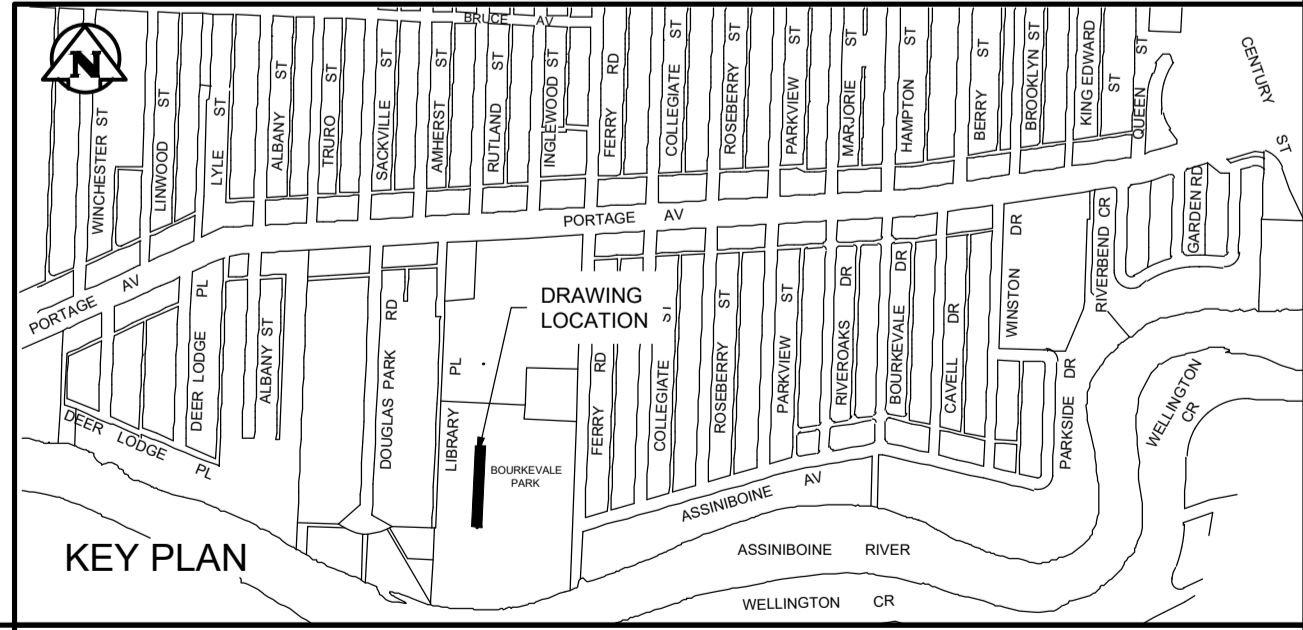 BRUCE AV
N
WINCHESTER ST
LINWOOD ST
LYLE ST
ALBANY ST
TRURO ST
SACKVILLE ST
AMHERST ST
RUTLAND ST
INGLEWOOD ST
FERRY RD
COLLEGIATE ST
ROSEBERRY ST
PARKVIEW ST
MARJORIE ST
HAMPTON ST
BERRY ST
BROOKLYN ST
KING EDWARD ST
QUEEN ST
CENTURY ST
PORTAGE AV
PORTAGE AV
DEER LODGE PL
ALBANY ST
DOUGLAS PARK RD
LIBRARY PL
DRAWING
LOCATION
FERRY RD
COLLEGIATE ST
ROSEBERRY ST
PARKVIEW ST
RIVEROAKS DR
BOURKEVALE DR
CAVELL DR
WINSTON DR
RIVERBEND CR
GARDEN RD
PARKSIDE DR
WELLINGTON
CR
DEER LODGE PL
BOURKEVALE
PARK
ASSINIBOINE AV
ASSINIBOINE RIVER
WELLINGTON CR
KEY PLAN